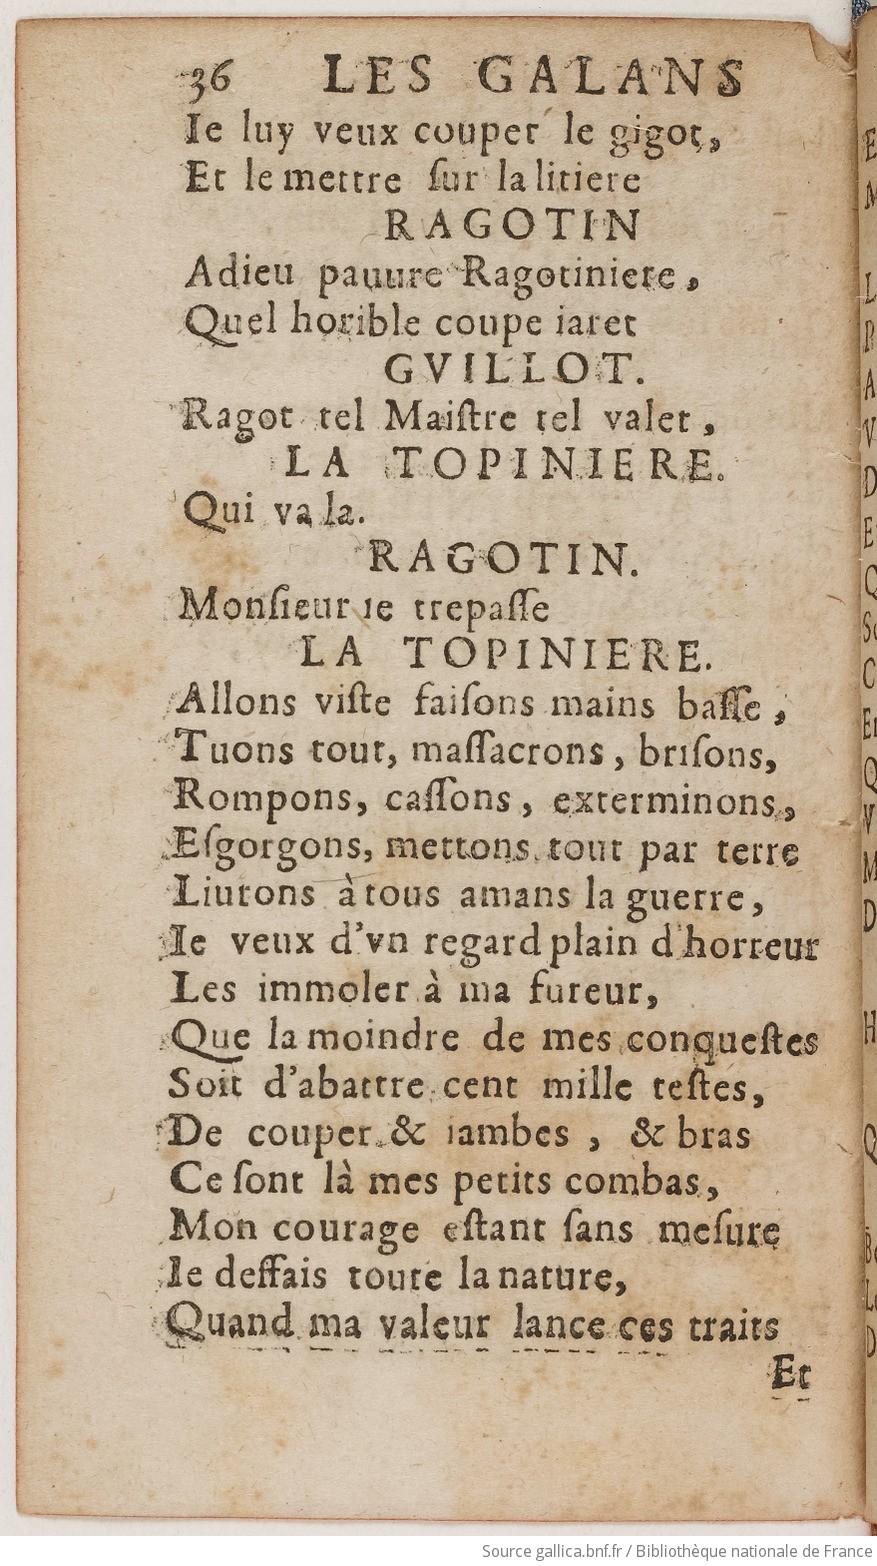 36 LES GALANS
Ie luy veux couper le gigot,
Et le mettre ſur la litiere
RAGOTIN
Adieu pauure Ragotiniere,
Quel horible coupe iaret
GVILLOT.
Ragot tel Maiſtre tel valet,
LA TOPINIERE.
Qui va la.
RAGOTIN.
Monſieur ie trepaſſe
LA TOPINIERE.
Allons viſte faiſons mains baſſe,
Tuons tout, maſſacrons, briſons,
Rompons, caſſons, exterminons,
Eſgorgons, mettons tout par terre
Liurons à tous amans la guerre,
Ie veux d'vn regard plain d'horreur
Les immoler à ma fureur,
Que la moindre de mes conqueſtes
Soit d'abattre cent mille teſtes,
De couper & iambes, & bras
Ce ſont là mes petits combas,
Mon courage eſtant ſans meſure
Ie deffais toute la nature,
Quand ma valeur lance ces traits
Et
Source gallica.bnf.fr / Bibliothèque nationale de France